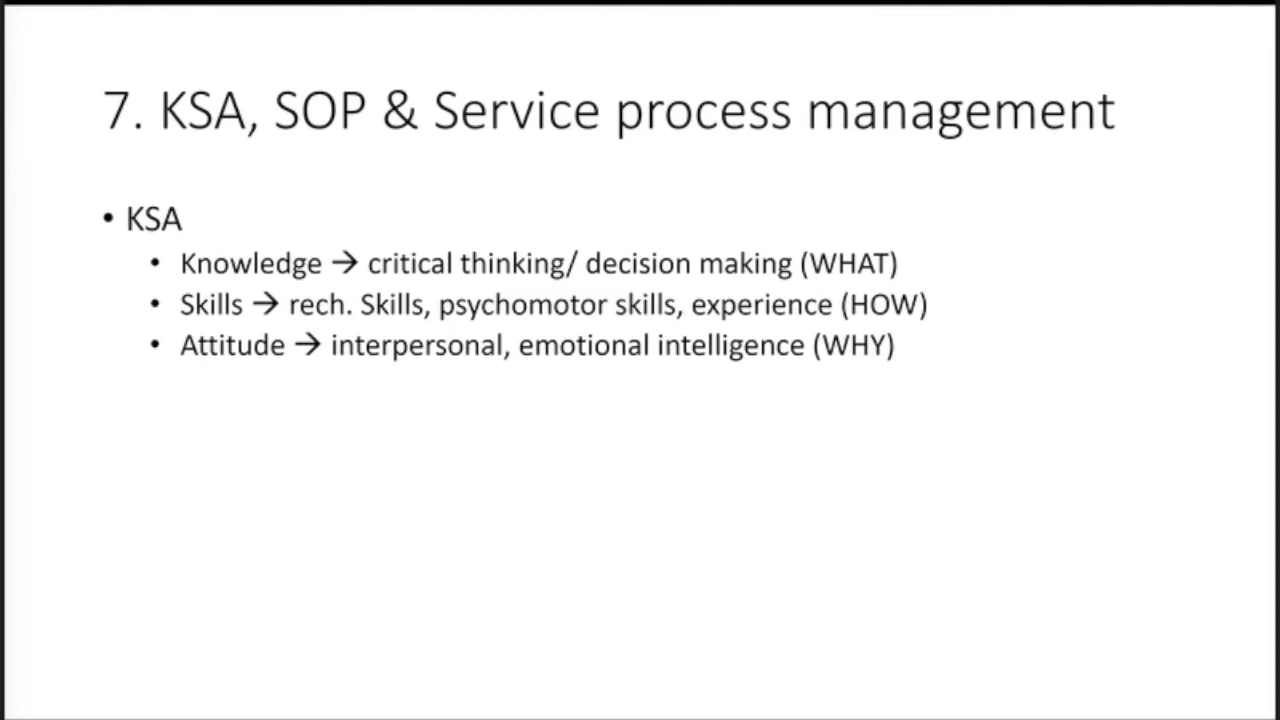 7. KSA, SOP & Service process management
• KSA
• Knowledge → critical thinking/ decision making (WHAT)
• Skills → rech. Skills, psychomotor skills, experience (HOW)
• Attitude → interpersonal, emotional intelligence (WHY)